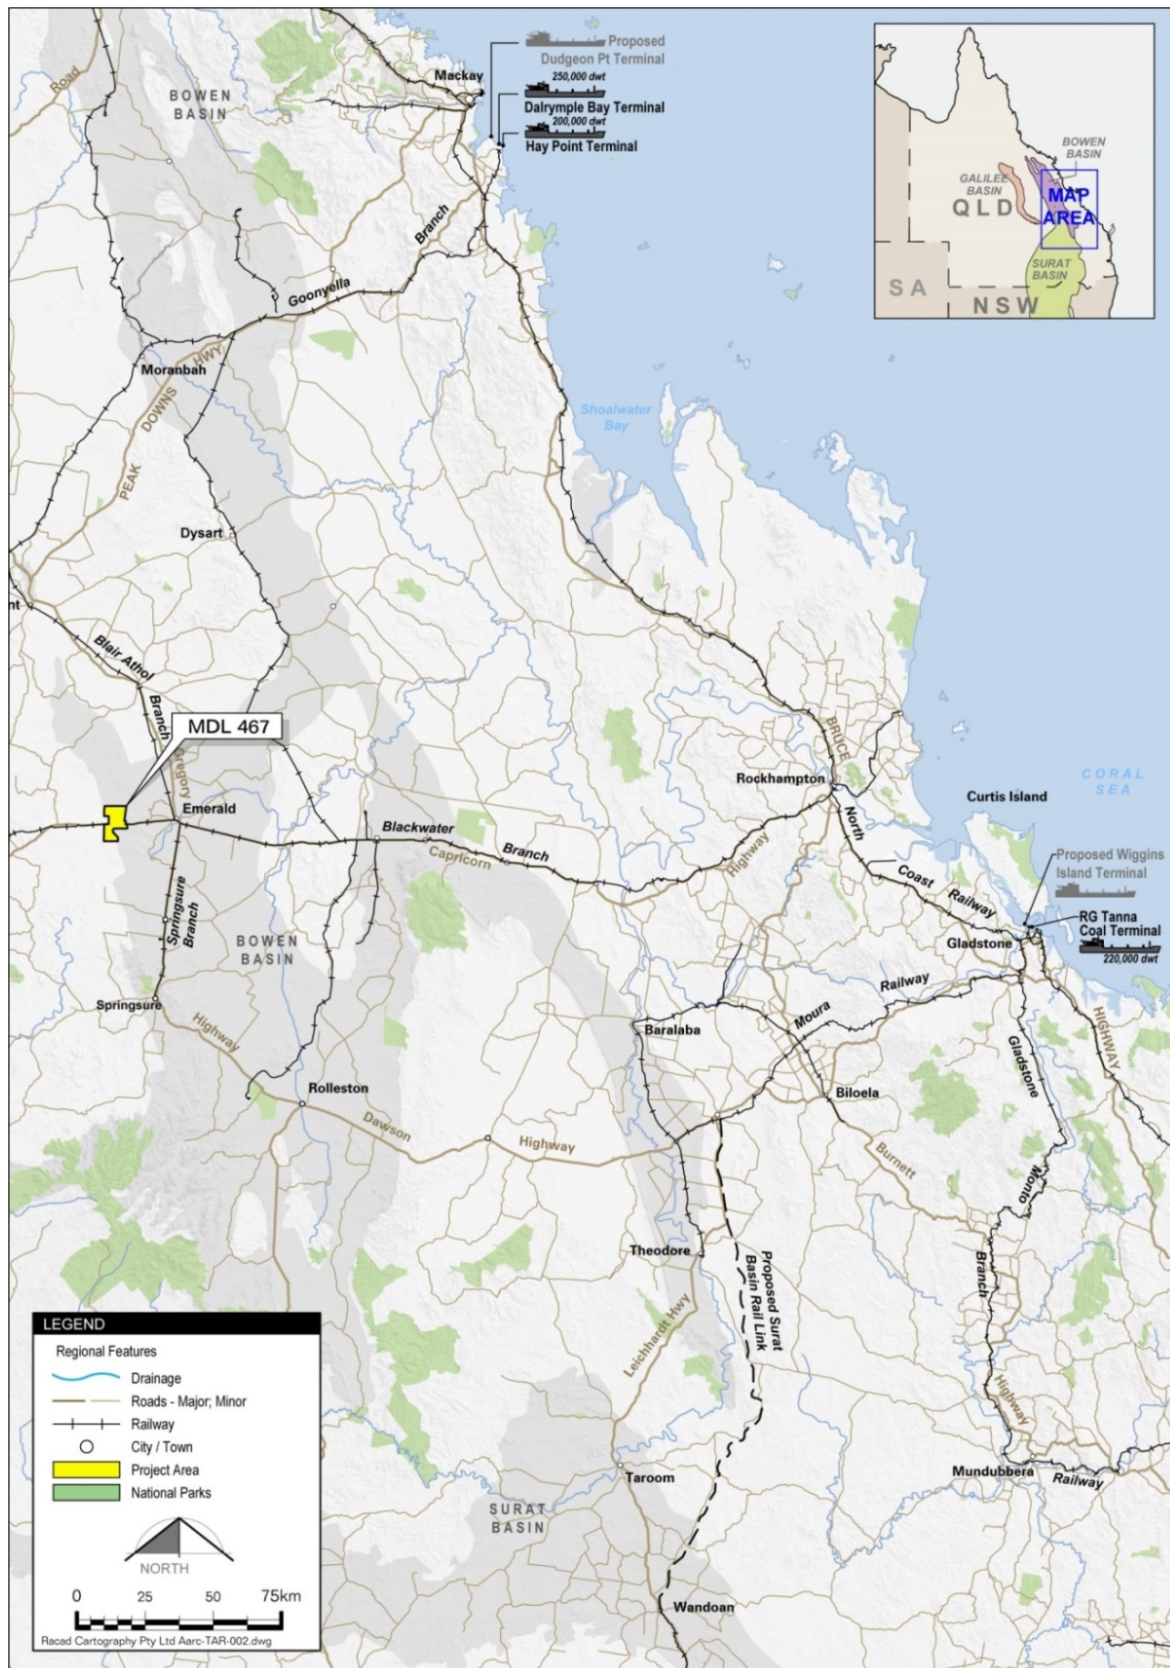 Proposed
Dudgeon Pt Terminal
250,000 dwt
Dalrymple Bay Terminal
200,000 dwt
Hay Point Terminal
Mackay
Road
BOWEN
BASIN
Branch
Goonyella
HWY
Moranbah
DOWNS
PEAK
Dysart
nt
Blair Athol
Branch
Gregory
MDL 467
Emerald
Blackwater
Branch
Capricorn
Highway
Springsure
Branch
BOWEN
BASIN
Springsure
Highway
Rolleston
Dawson
Highway
Shoalwater
Bay
BRUCE
Rockhampton
North
Coast
Railway
CORAL
SEA
Curtis Island
Proposed Wiggins
Island Terminal
RG Tanna
Coal Terminal
220,000 dwt
Gladstone
Railway
Moura
Baralaba
Biloela
Gladstone
HIGHWAY
Burnett
Monto
Branch
Highway
Theodore
Proposed Surat
Basin Rail Link
Leichhardt Hwy
Mundubbera
Railway
Taroom
SURAT
BASIN
Wandoan
BOWEN
BASIN
GALILEE
BASIN
QLD
MAP
AREA
SURAT
BASIN
SA
NSW
LEGEND
Regional Features
Drainage
Roads - Major; Minor
Railway
City / Town
Project Area
National Parks
NORTH
0 25 50 75km
Racad Cartography Pty Ltd Aarc-TAR-002.dwg